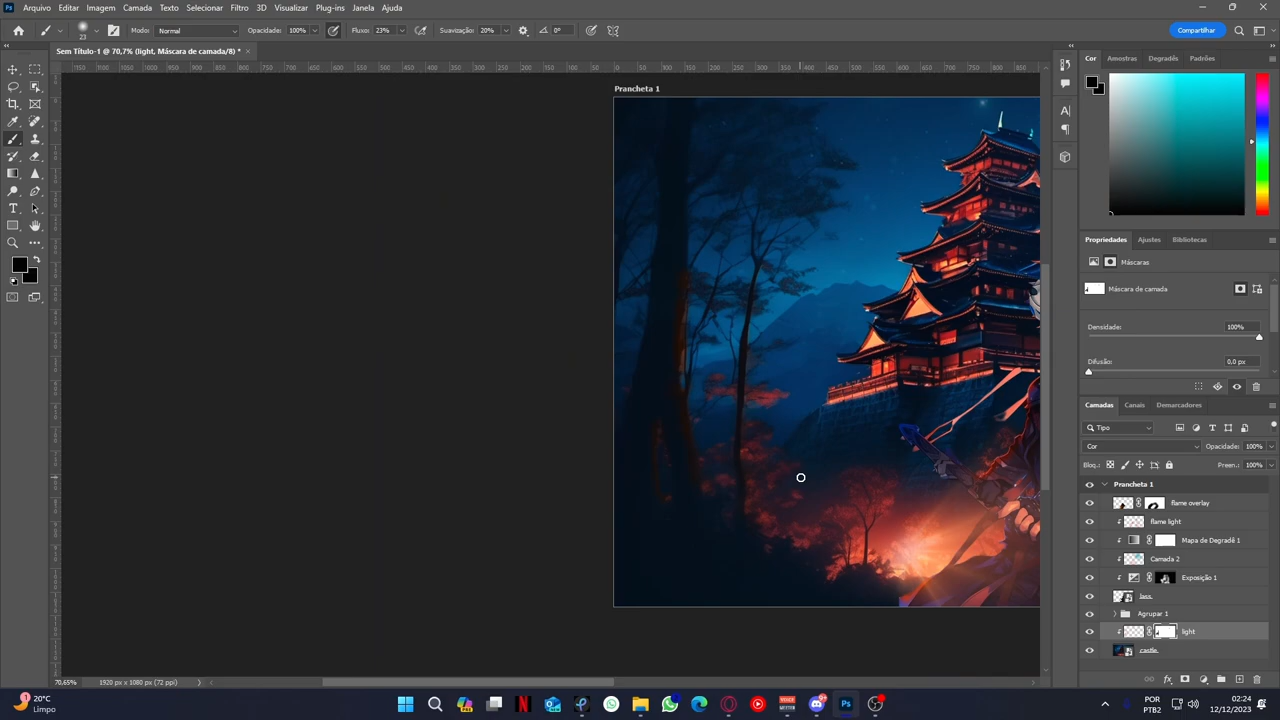 Arquivo Editar Imagem Camada Texto Selecionar Filtro 3D Visualizar Plug-ins Janela Ajuda
23 Modo: Normal Opacidade: 100% Fluxo: 23% Suavização: 20% 0° Compartilhar
Sem Título-1 @ 70,7% (light, Máscara de camada/8) *
Prancheta 1
Cor Amostras Degradês Padrões
Propriedades Ajustes Bibliotecas
Máscaras
Máscara de camada
Densidade: 100%
Difusão: 0,0 px
Camadas Canais Demarcadores
Tipo
Cor Opacidade: 100%
Bloq.: Preen.: 100%
Prancheta 1
flame overlay
flame light
Mapa de Degradê 1
Camada 2
Exposição 1
lass.
Agrupar 1
light
castle.
fx
70.65% 1920 px x 1080 px (72 ppi)
1 20°C
Limpo
POR
PTB2
02:24
12/12/2023